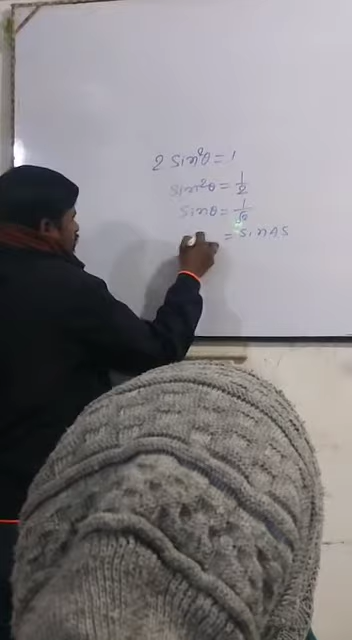 2 Sin²θ = 1
Sin²θ = 1/2
Sinθ = 1/√2
= Sin45